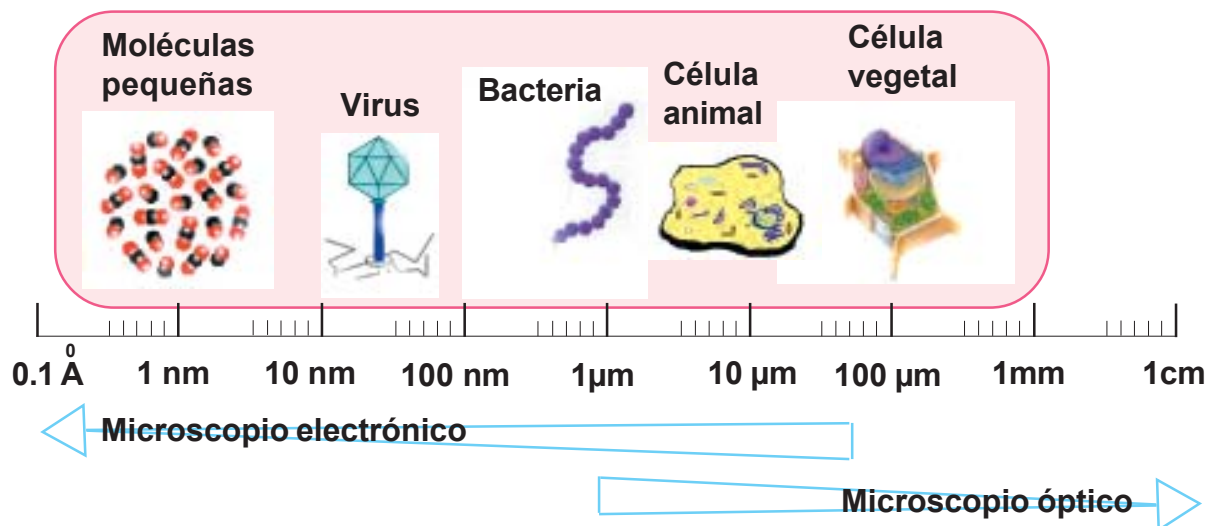 Moléculas
pequeñas
Virus
Bacteria
Célula
animal
Célula
vegetal
0.1 Å 1 nm 10 nm 100 nm 1µm 10 µm 100 µm 1mm 1cm
Microscopio electrónico
Microscopio óptico